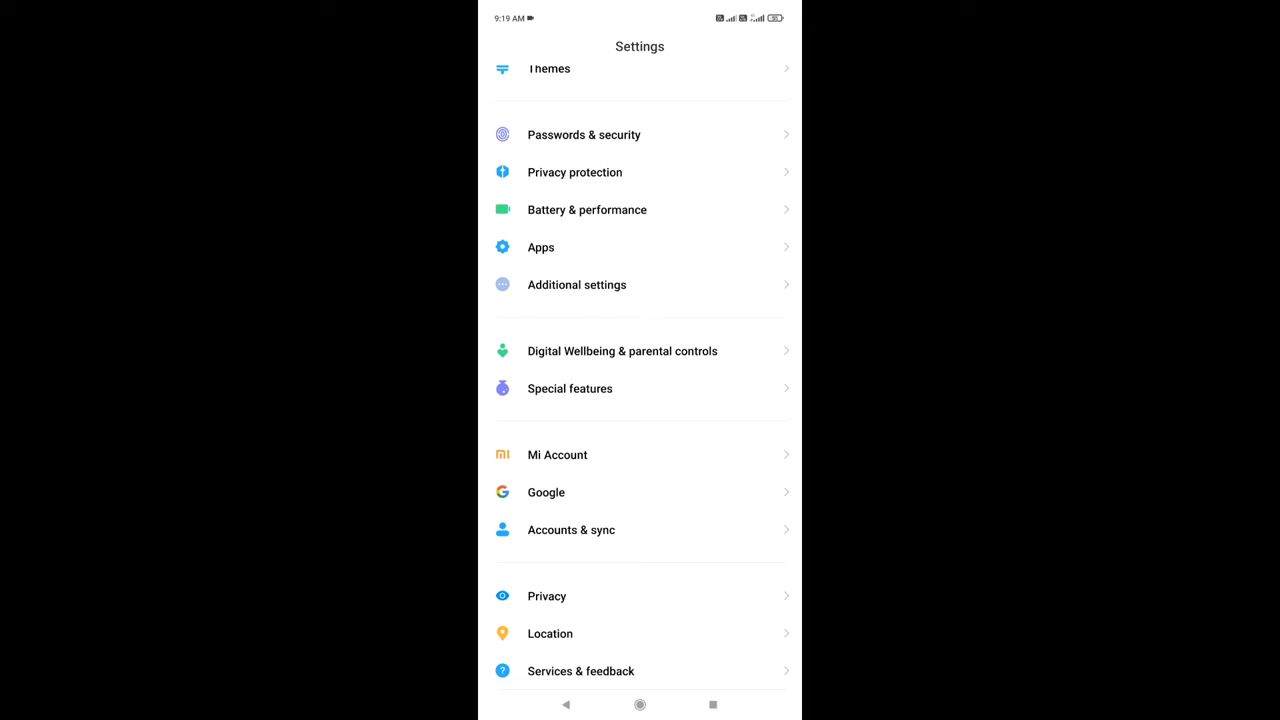 9:19 AM
Settings
Themes
Passwords & security
Privacy protection
Battery & performance
Apps
Additional settings
Digital Wellbeing & parental controls
Special features
Mi Account
Google
Accounts & sync
Privacy
Location
Services & feedback